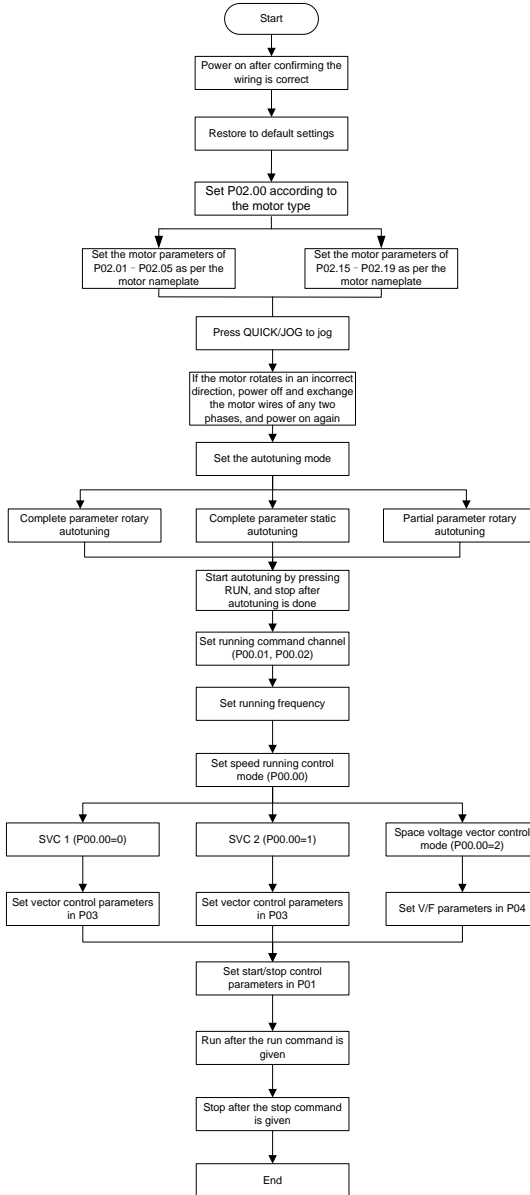 Start
Power on after confirming the
wiring is correct
Restore to default settings
Set P02.00 according to
the motor type
Set the motor parameters of
P02.01–P02.05 as per the
motor nameplate
Set the motor parameters of
P02.15–P02.19 as per the
motor nameplate
Press QUICK/JOG to jog
If the motor rotates in an incorrect
direction, power off and exchange
the motor wires of any two
phases, and power on again
Set the autotuning mode
Complete parameter rotary
autotuning
Complete parameter static
autotuning
Partial parameter rotary
autotuning
Start autotuning by pressing
RUN, and stop after
autotuning is done
Set running command channel
(P00.01, P00.02)
Set running frequency
Set speed running control
mode (P00.00)
SVC 1 (P00.00=0)
SVC 2 (P00.00=1)
Space voltage vector control
mode (P00.00=2)
Set vector control parameters
in P03
Set vector control parameters
in P03
Set V/F parameters in P04
Set start/stop control
parameters in P01
Run after the run command is
given
Stop after the stop command
is given
End